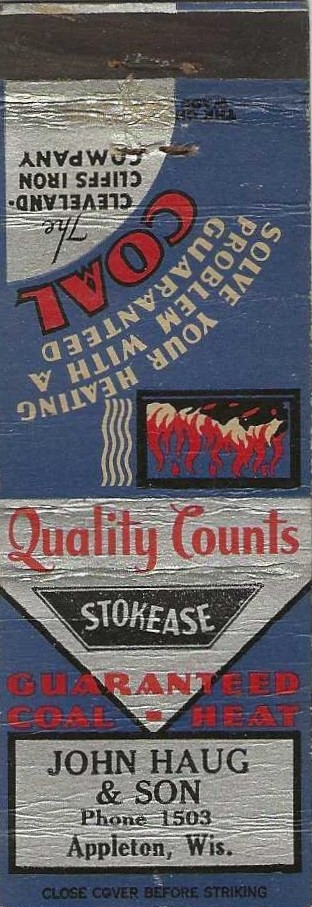 Quality Counts
STOKEASE
GUARANTEED
COAL - HEAT
JOHN HAUG
& SON
Phone 1503
Appleton, Wis.
CLOSE COVER BEFORE STRIKING
SOLVE YOUR HEATING
PROBLEM WITH A
GUARANTEED
COAL
The
CLEVELAND-
CLIFFS IRON
COMPANY